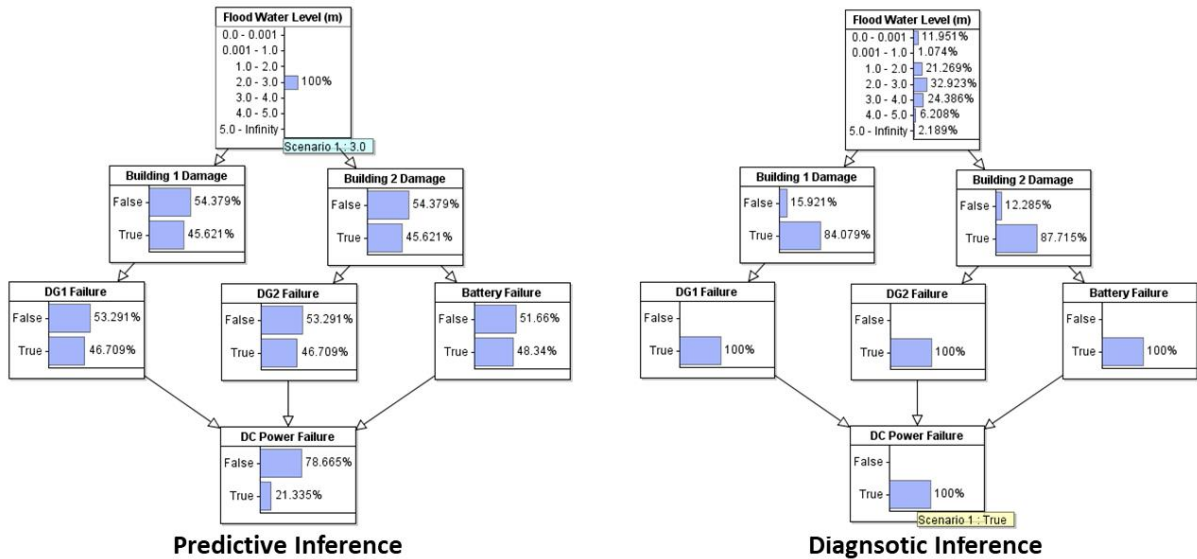 Flood Water Level (m)
0.0 - 0.001
0.001 - 1.0
1.0 - 2.0
2.0 - 3.0 100%
3.0 - 4.0
4.0 - 5.0
5.0 - Infinity
Scenario 1 : 3.0
Building 1 Damage
False 54.379%
True 45.621%
Building 2 Damage
False 54.379%
True 45.621%
DG1 Failure
False 53.291%
True 46.709%
DG2 Failure
False 53.291%
True 46.709%
Battery Failure
False 51.66%
True 48.34%
DC Power Failure
False 78.665%
True 21.335%
Predictive Inference
Flood Water Level (m)
0.0 - 0.001 11.951%
0.001 - 1.0 1.074%
1.0 - 2.0 21.269%
2.0 - 3.0 32.923%
3.0 - 4.0 24.386%
4.0 - 5.0 6.208%
5.0 - Infinity 2.189%
Building 1 Damage
False 15.921%
True 84.079%
Building 2 Damage
False 12.285%
True 87.715%
DG1 Failure
False
True 100%
DG2 Failure
False
True 100%
Battery Failure
False
True 100%
DC Power Failure
False
True 100%
Scenario 1 : True
Diagnsotic Inference